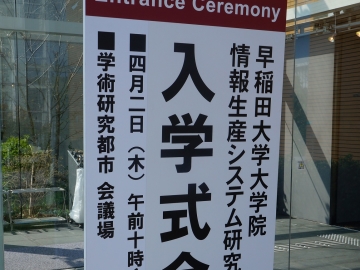 Entrance Ceremony
早稲田大学大学院
情報生産システム研究
入学式会
■四月二日（木）午前十時
■学術研究都市 会議場